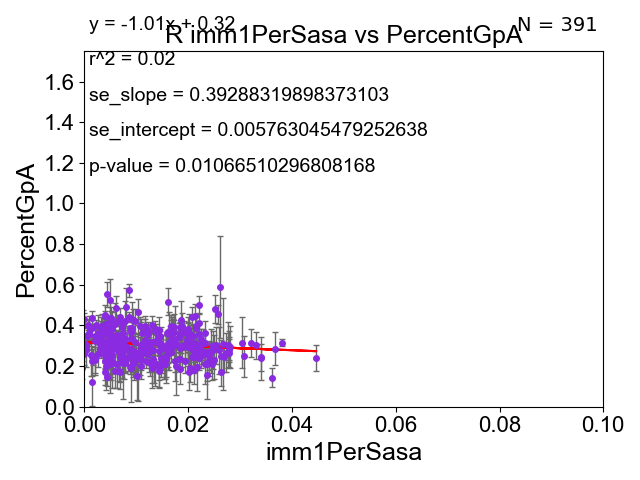 y = -1.01x + 0.32
R imm1PerSasa vs PercentGpA
N = 391
r^2 = 0.02
se_slope = 0.39288319898373103
se_intercept = 0.005763045479252638
p-value = 0.01066510296808168
PercentGpA
1.6
1.4
1.2
1.0
0.8
0.6
0.4
0.2
0.0
0.00 0.02 0.04 0.06 0.08 0.10
imm1PerSasa